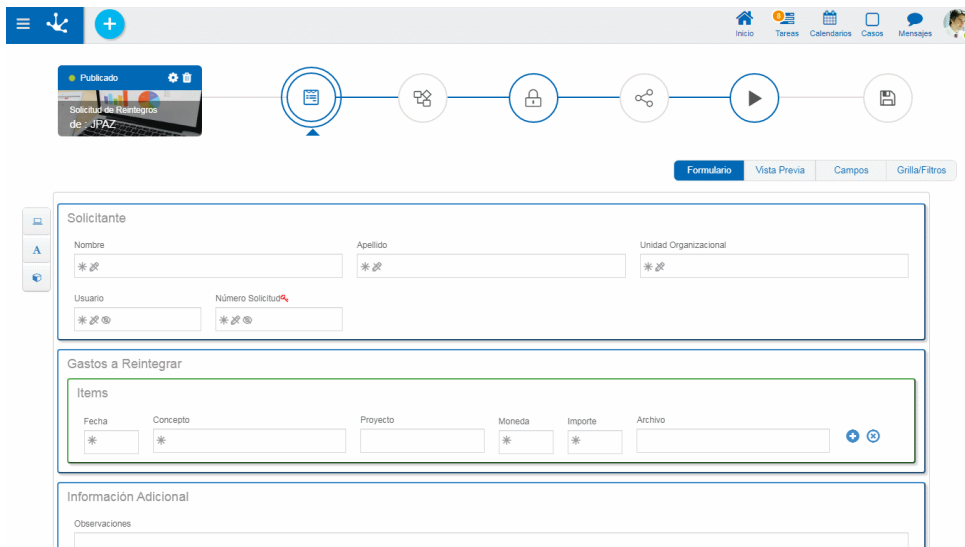 Inicio Tareas Calendarios Casos Mensajes
8
Publicado
Solicitud de Reintegros
de : JPAZ
Formulario Vista Previa Campos Grilla/Filtros
A
Solicitante
Nombre Apellido Unidad Organizacional
Usuario Número Solicitud
Gastos a Reintegrar
Items
Fecha Concepto Proyecto Moneda Importe Archivo
Información Adicional
Observaciones